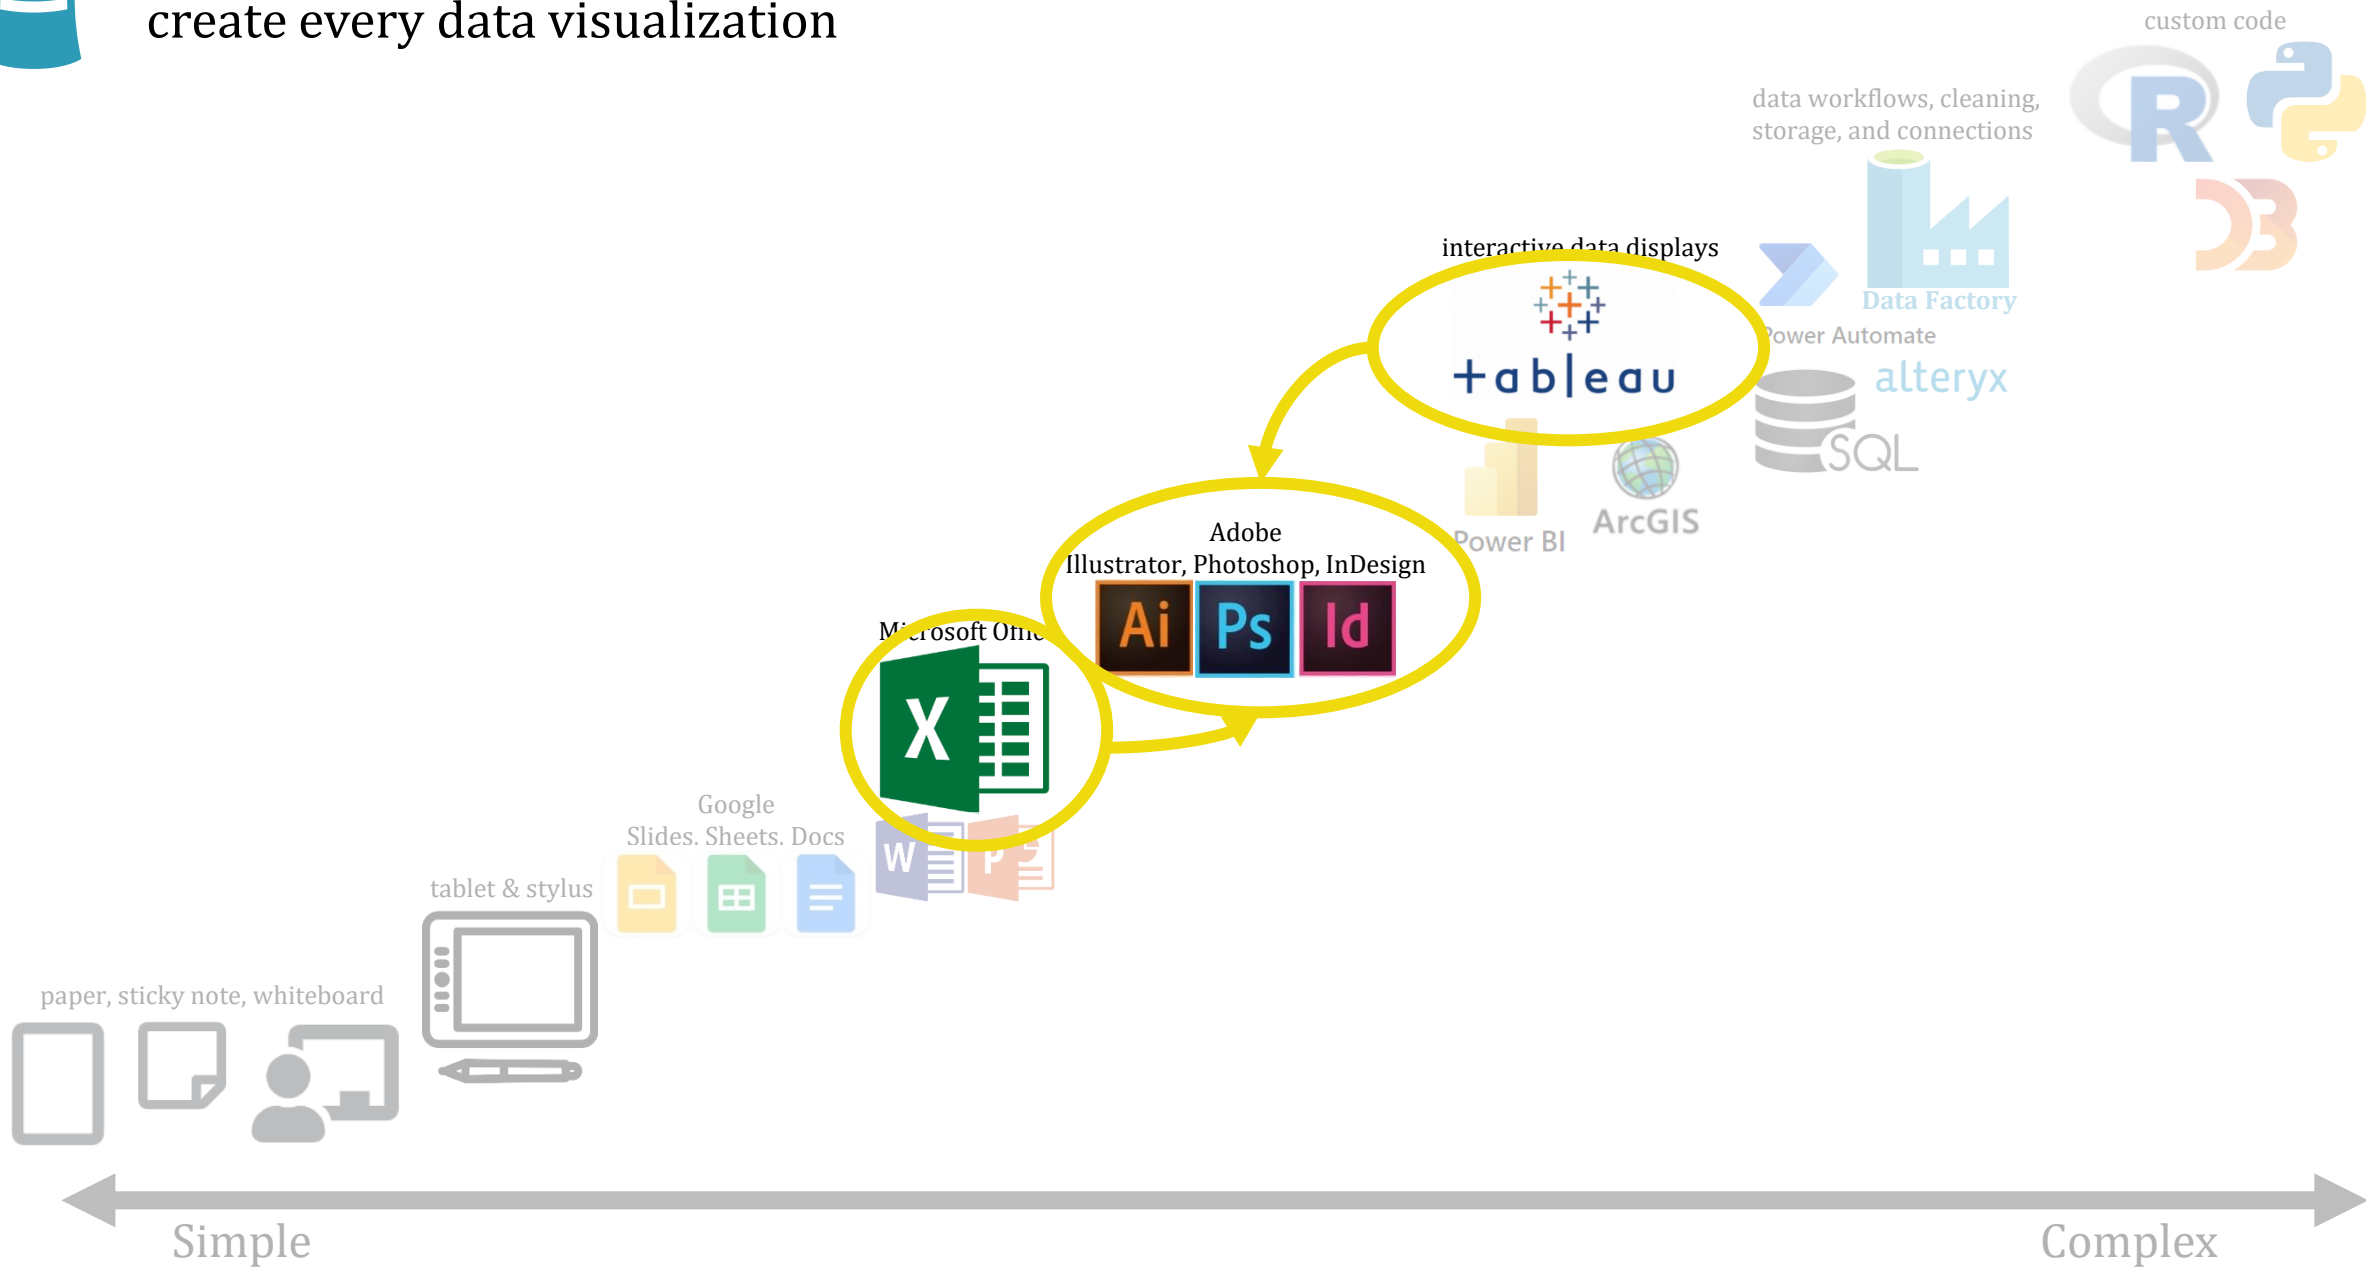 create every data visualization
custom code
R
data workflows, cleaning,
storage, and connections
D3
interactive data displays
Data Factory
Power Automate
+ableau
alteryx
SQL
ArcGIS
Power BI
Adobe
Illustrator, Photoshop, InDesign
Ai Ps Id
Microsoft
X
Google
Slides, Sheets, Docs
W P
tablet & stylus
paper, sticky note, whiteboard
Simple
Complex